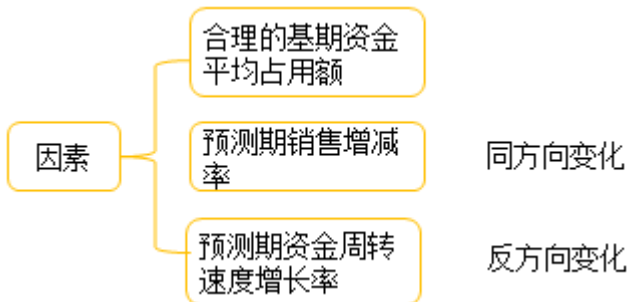 合理的基期资金
平均占用额
因素
预测期销售增减
率
同方向变化
预测期资金周转
速度增长率
反方向变化